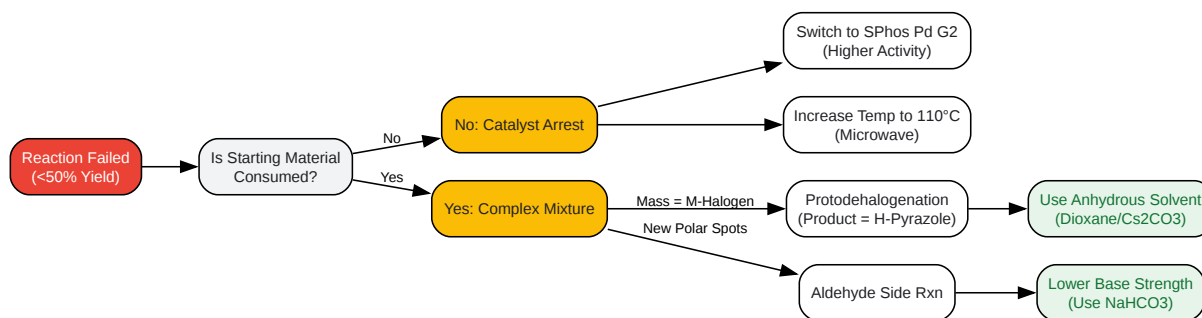 Reaction Failed
(<50% Yield)
Is Starting Material
Consumed?
No
Yes
No: Catalyst Arrest
Yes: Complex Mixture
Switch to SPhos Pd G2
(Higher Activity)
Increase Temp to 110°C
(Microwave)
Mass = M-Halogen
New Polar Spots
Protodehalogenation
(Product = H-Pyrazole)
Aldehyde Side Rxn
Use Anhydrous Solvent
(Dioxane/Cs2CO3)
Lower Base Strength
(Use NaHCO3)